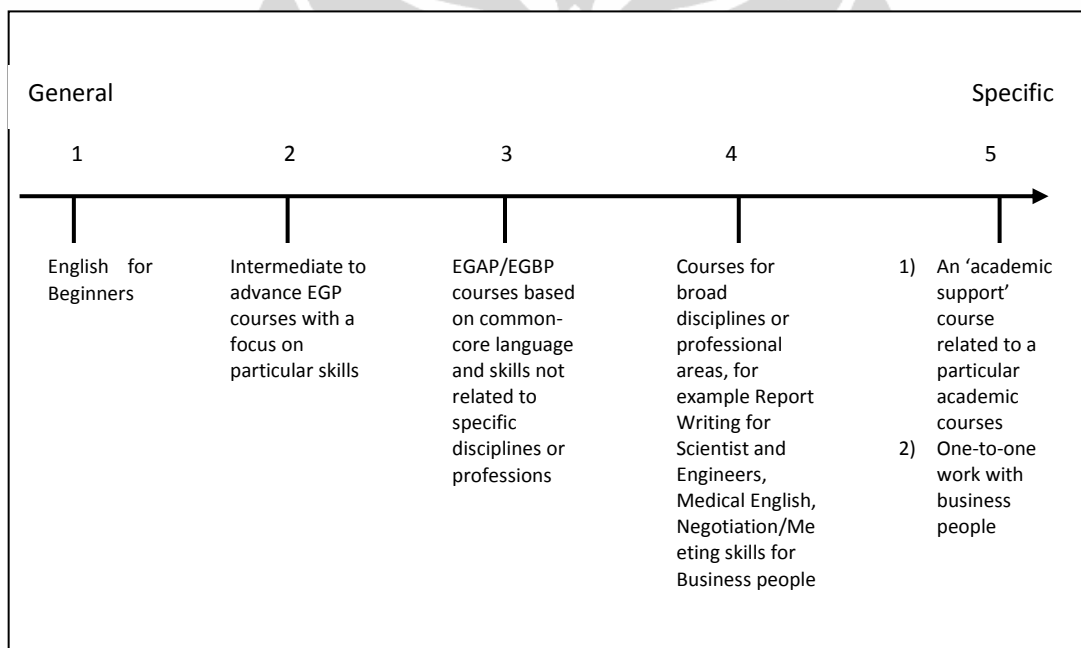 General Specific
1 2 3 4 5
English for
Beginners
Intermediate to
advance EGP
courses with a
focus on
particular skills
EGAP/EGBP
courses based
on common-
core language
and skills not
related to
specific
disciplines or
professions
Courses for
broad
disciplines or
professional
areas, for
example Report
Writing for
Scientist and
Engineers,
Medical English,
Negotiation/Me
eting skills for
Business people
1) An ‘academic
support’
course
related to a
particular
academic
courses
2) One-to-one
work with
business
people